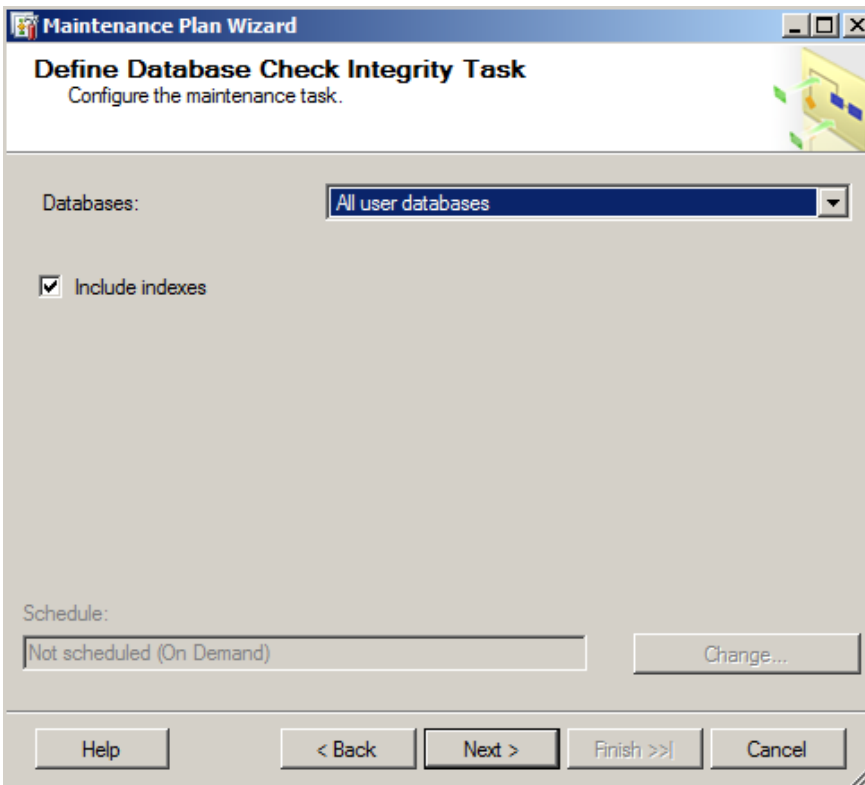 Maintenance Plan Wizard
Define Database Check Integrity Task
Configure the maintenance task.
Databases: All user databases
Include indexes
Schedule:
Not scheduled (On Demand) Change...
Help < Back Next > Finish >>| Cancel